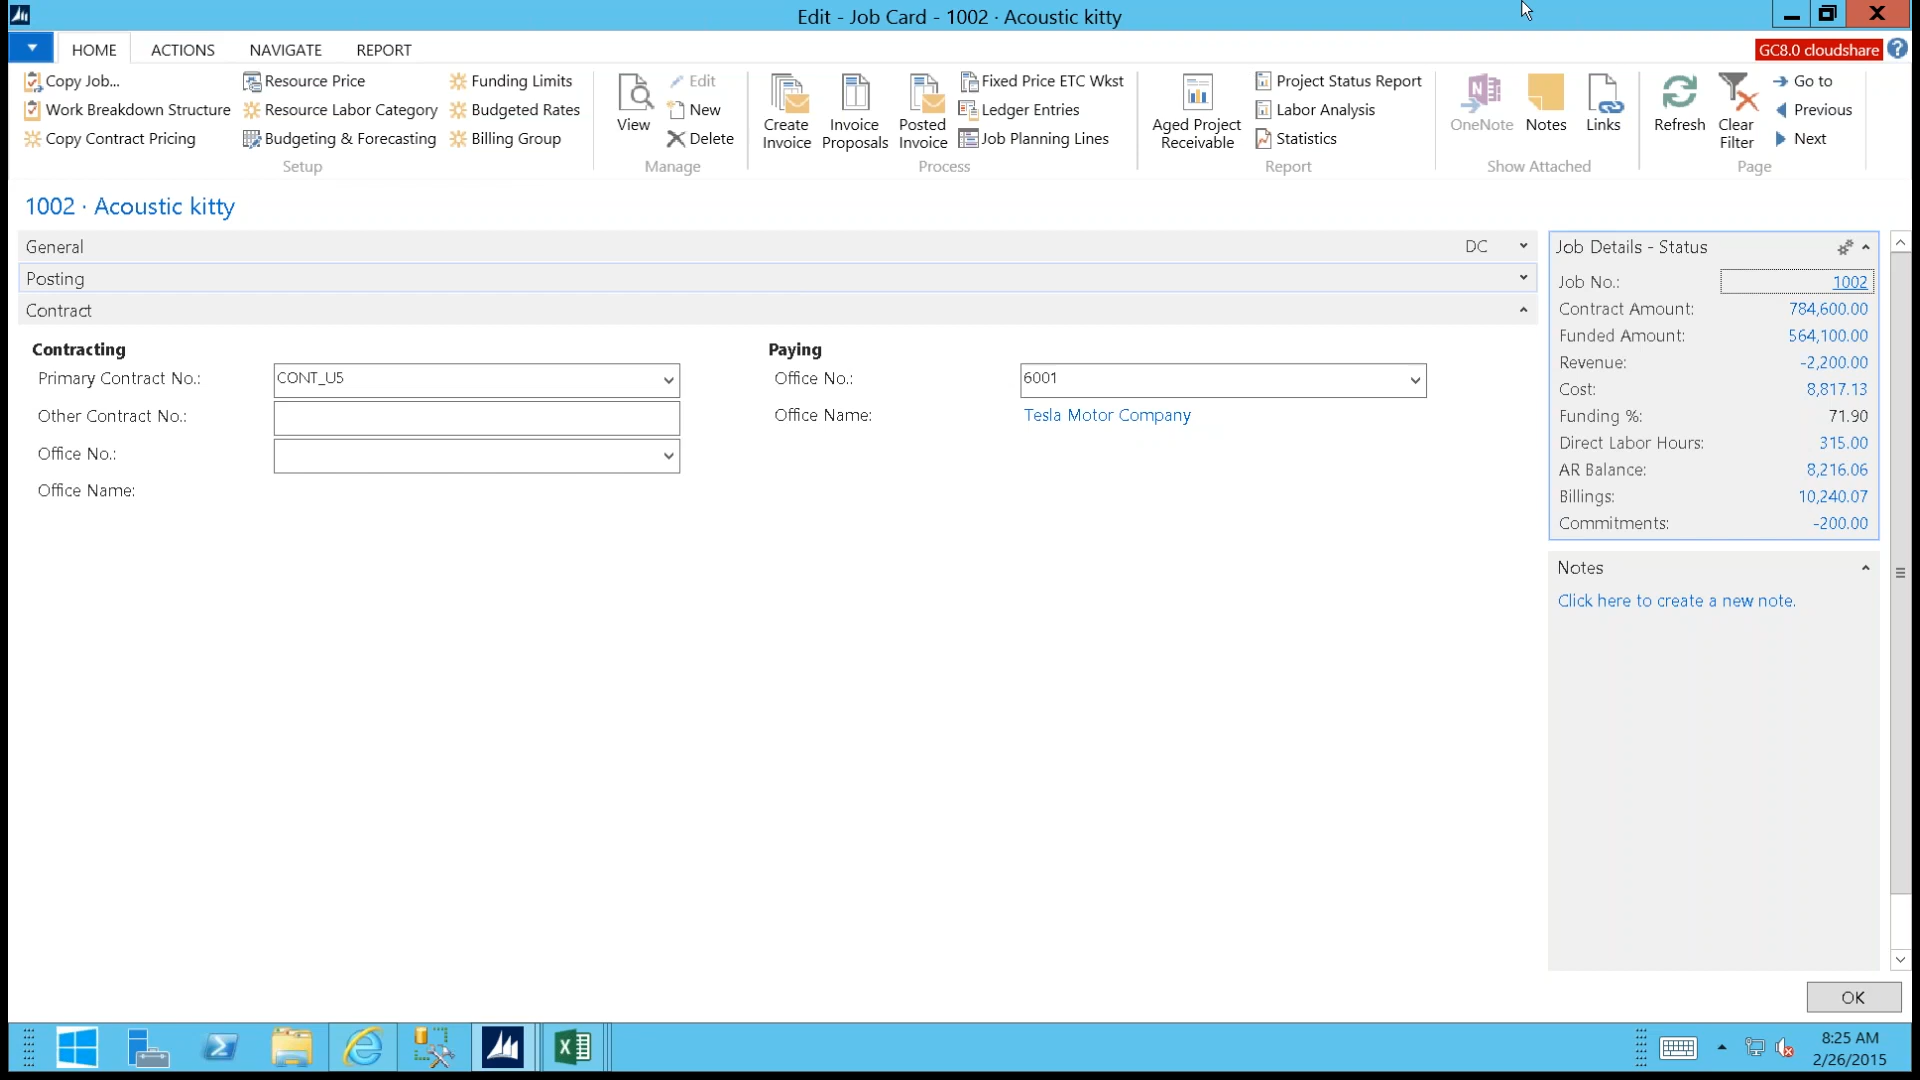 Edit - Job Card - 1002 · Acoustic kitty
HOME ACTIONS NAVIGATE REPORT GC8.0 cloudshare
Copy Job...
Work Breakdown Structure
Copy Contract Pricing
Resource Price
Resource Labor Category
Budgeting & Forecasting
Funding Limits
Budgeted Rates
Billing Group
Setup
View
Edit
New
Delete
Manage
Create Invoice
Invoice Proposals
Posted Invoice
Fixed Price ETC Wkst
Ledger Entries
Job Planning Lines
Process
Aged Project Receivable
Project Status Report
Labor Analysis
Statistics
Report
OneNote
Notes
Links
Show Attached
Refresh
Clear Filter
Go to
Previous
Next
Page
1002 · Acoustic kitty
General DC
Posting
Contract
Contracting
Primary Contract No.: CONT_U5
Other Contract No.:
Office No.:
Office Name:
Paying
Office No.: 6001
Office Name: Tesla Motor Company
Job Details - Status
Job No.: 1002
Contract Amount: 784,600.00
Funded Amount: 564,100.00
Revenue: -2,200.00
Cost: 8,817.13
Funding %: 71.90
Direct Labor Hours: 315.00
AR Balance: 8,216.06
Billings: 10,240.07
Commitments: -200.00
Notes
Click here to create a new note.
OK
8:25 AM
2/26/2015